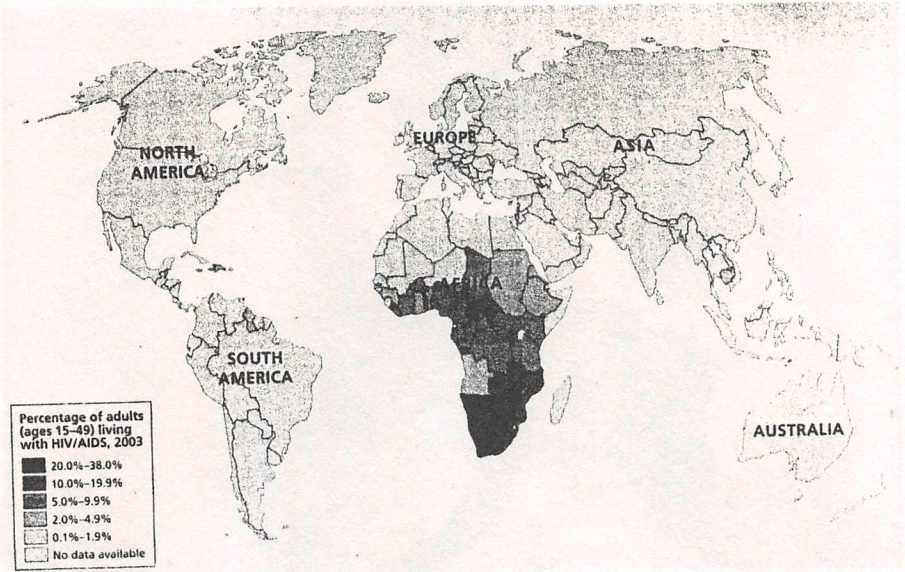 NORTH
AMERICA
EUROPE
ASIA
AFRICA
SOUTH
AMERICA
AUSTRALIA
Percentage of adults
(ages 15–49) living
with HIV/AIDS, 2003
20.0%–38.0%
10.0%–19.9%
5.0%–9.9%
2.0%–4.9%
0.1%–1.9%
No data available